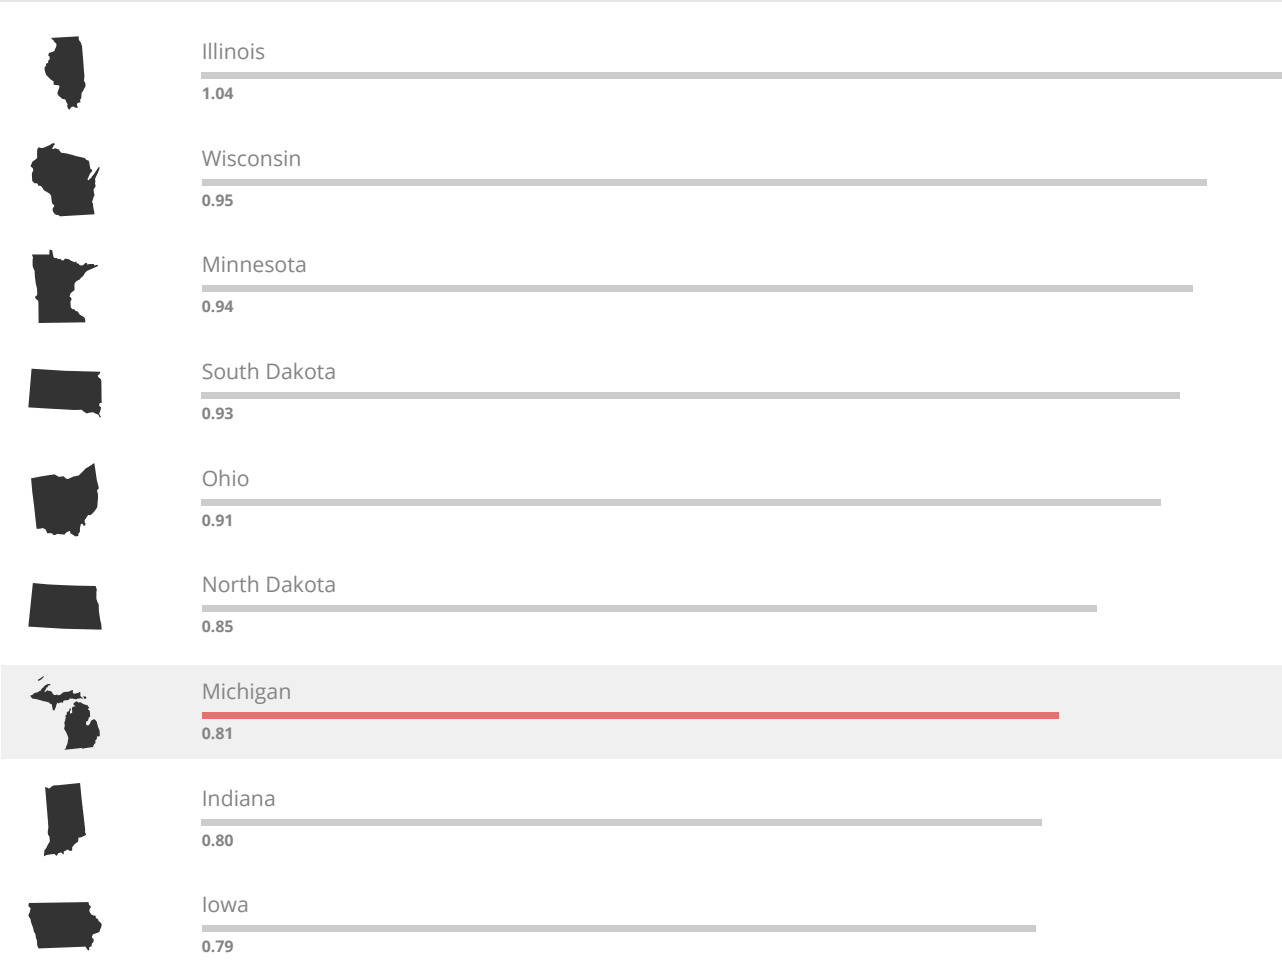 Illinois
1.04
Wisconsin
0.95
Minnesota
0.94
South Dakota
0.93
Ohio
0.91
North Dakota
0.85
Michigan
0.81
Indiana
0.80
Iowa
0.79